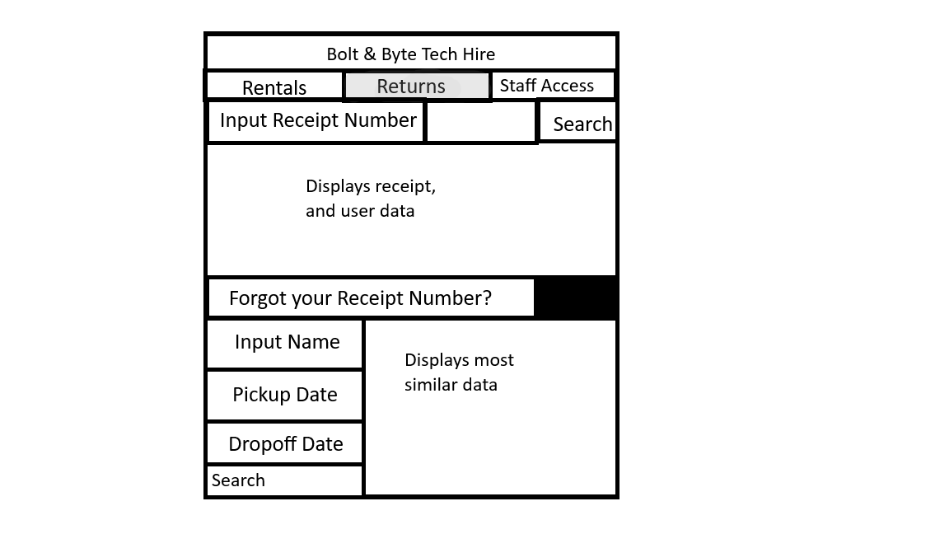 Bolt & Byte Tech Hire
Rentals
Returns
Staff Access
Input Receipt Number
Search
Displays receipt,
and user data
Forgot your Receipt Number?
Input Name
Pickup Date
Dropoff Date
Search
Displays most
similar data